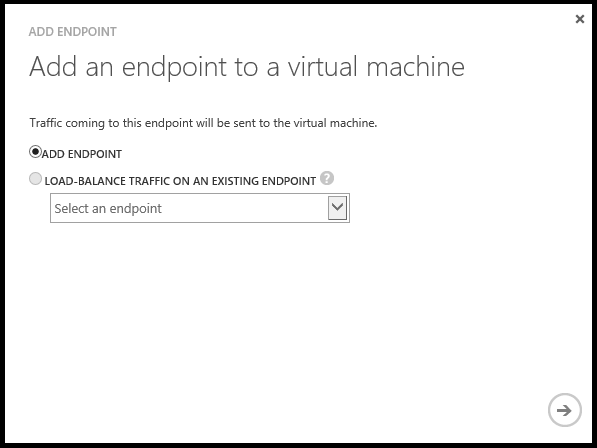 ADD ENDPOINT
Add an endpoint to a virtual machine
Traffic coming to this endpoint will be sent to the virtual machine.
ADD ENDPOINT
LOAD-BALANCE TRAFFIC ON AN EXISTING ENDPOINT ?
Select an endpoint